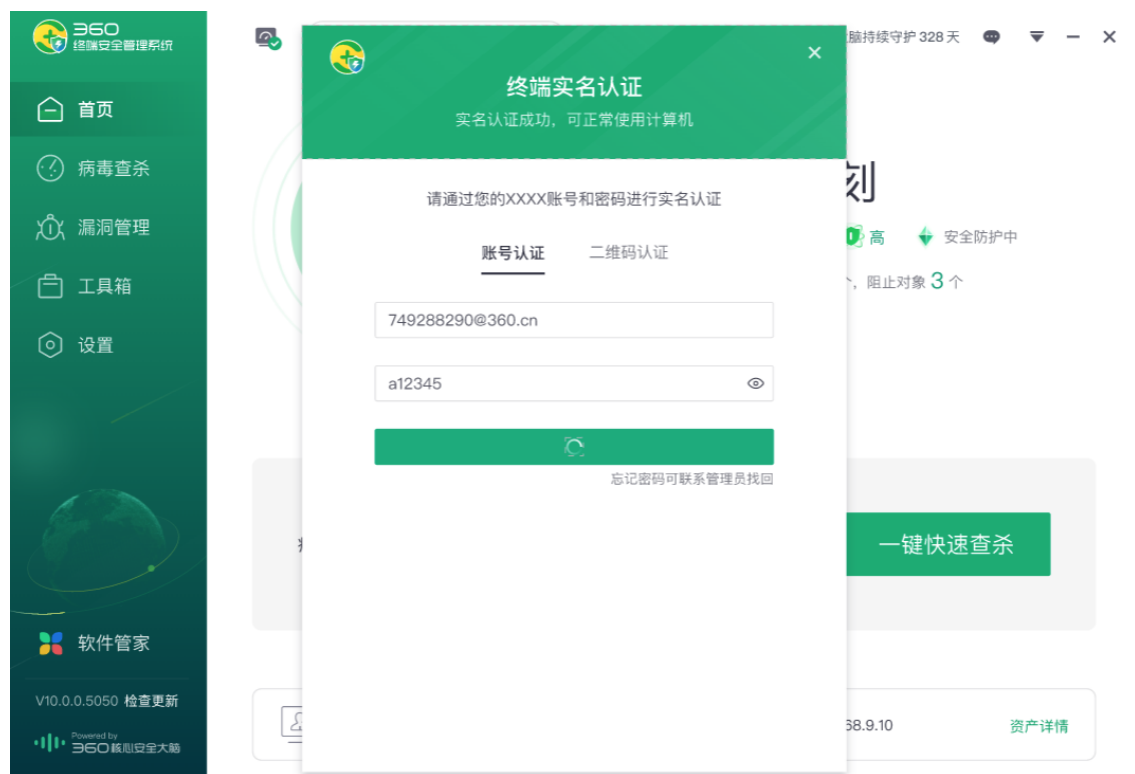 360
终端安全管理系统
脑持续守护 328 天
首页
病毒查杀
漏洞管理
工具箱
设置
软件管家
V10.0.0.5050 检查更新
Powered by
360核心安全大脑
终端实名认证
实名认证成功，可正常使用计算机
请通过您的XXXX账号和密码进行实名认证
账号认证 二维码认证
749288290@360.cn
a12345
忘记密码可联系管理员找回
刻
高 安全防护中
个，阻止对象 3 个
一键快速查杀
68.9.10 资产详情